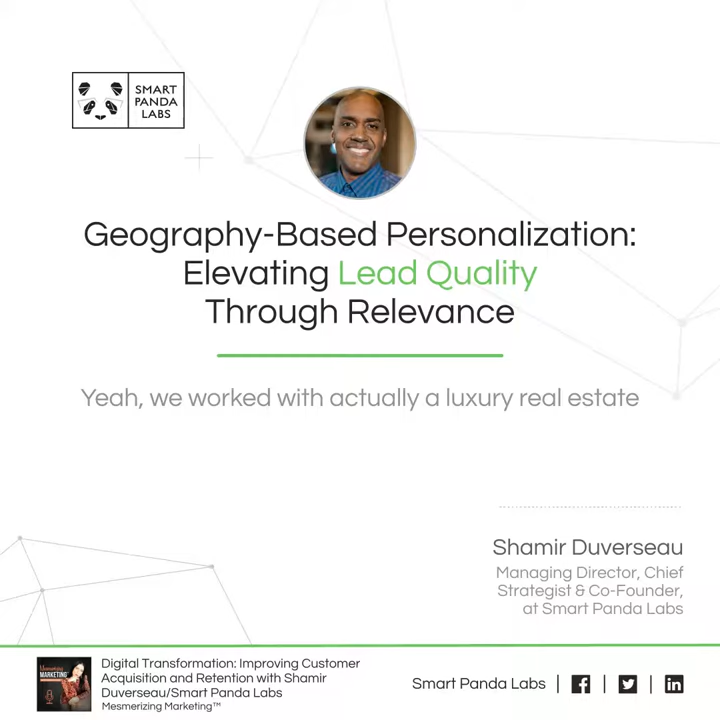 SMART
PANDA
LABS
Geography-Based Personalization:
Elevating Lead Quality
Through Relevance
Yeah, we worked with actually a luxury real estate
Shamir Duverseau
Managing Director, Chief
Strategist & Co-Founder,
at Smart Panda Labs
Mesmerizing
MARKETING
Digital Transformation: Improving Customer
Acquisition and Retention with Shamir
Duverseau/Smart Panda Labs
Mesmerizing Marketing™
Smart Panda Labs